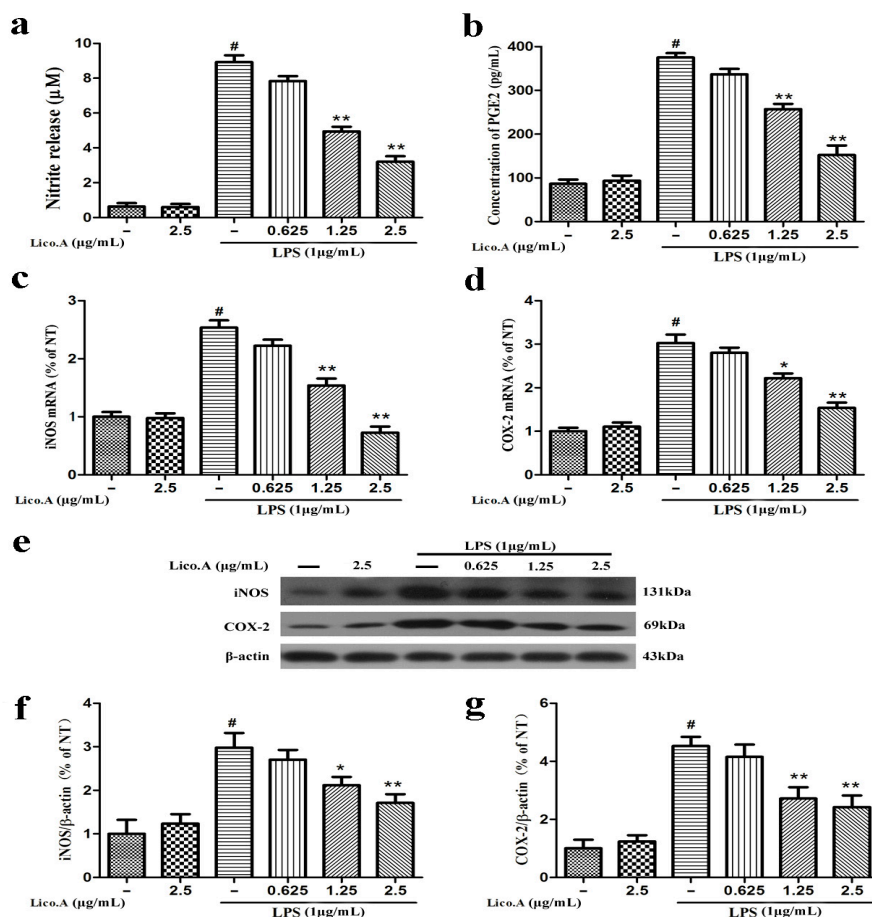 a
Nitrite release (μM)
10
8
6
4
2
0
#
**
**
– 2.5 – 0.625 1.25 2.5
Lico.A (μg/mL)
LPS (1μg/mL)
b
Concentration of PGE2 (pg/mL)
400
300
200
100
0
#
**
**
– 2.5 – 0.625 1.25 2.5
Lico.A (μg/mL)
LPS (1μg/mL)
c
iNOS mRNA (% of NT)
3
2
1
0
#
**
**
– 2.5 – 0.625 1.25 2.5
Lico.A (μg/mL)
LPS (1μg/mL)
d
COX-2 mRNA (% of NT)
4
3
2
1
0
#
*
**
– 2.5 – 0.625 1.25 2.5
Lico.A (μg/mL)
LPS (1μg/mL)
e
LPS (1μg/mL)
Lico.A (μg/mL) — 2.5 — 0.625 1.25 2.5
iNOS 131kDa
COX-2 69kDa
β-actin 43kDa
f
iNOS/β-actin (% of NT)
4
3
2
1
0
#
*
**
– 2.5 – 0.625 1.25 2.5
Lico.A (μg/mL)
LPS (1μg/mL)
g
COX-2/β-actin (% of NT)
6
4
2
0
#
**
**
– 2.5 – 0.625 1.25 2.5
Lico.A (μg/mL)
LPS (1μg/mL)